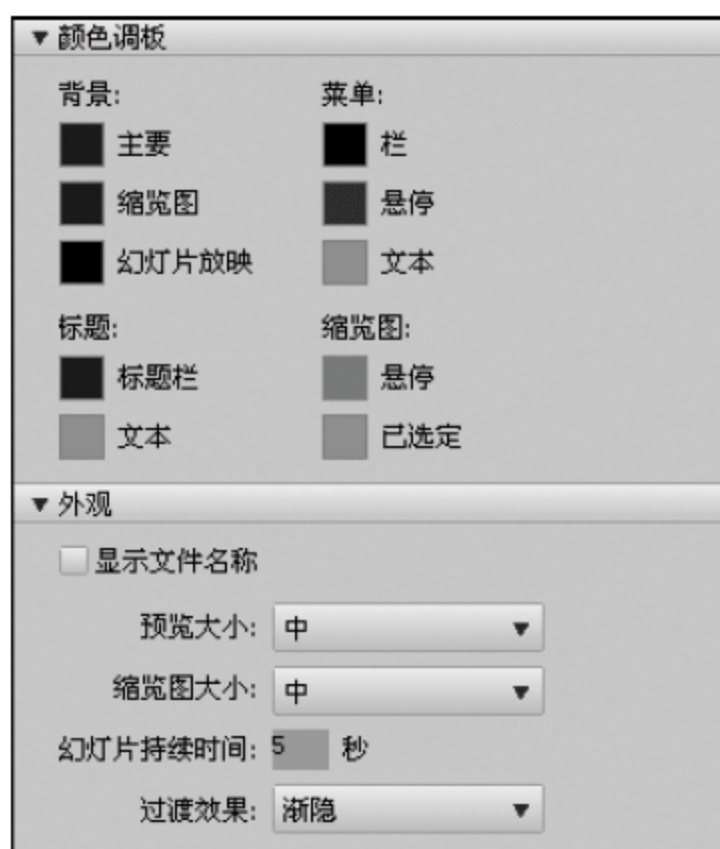 颜色调板
背景: 菜单:
主要 栏
缩览图 悬停
幻灯片放映 文本
标题: 缩览图:
标题栏 悬停
文本 已选定
外观
显示文件名称
预览大小: 中
缩览图大小: 中
幻灯片持续时间: 5 秒
过渡效果: 渐隐